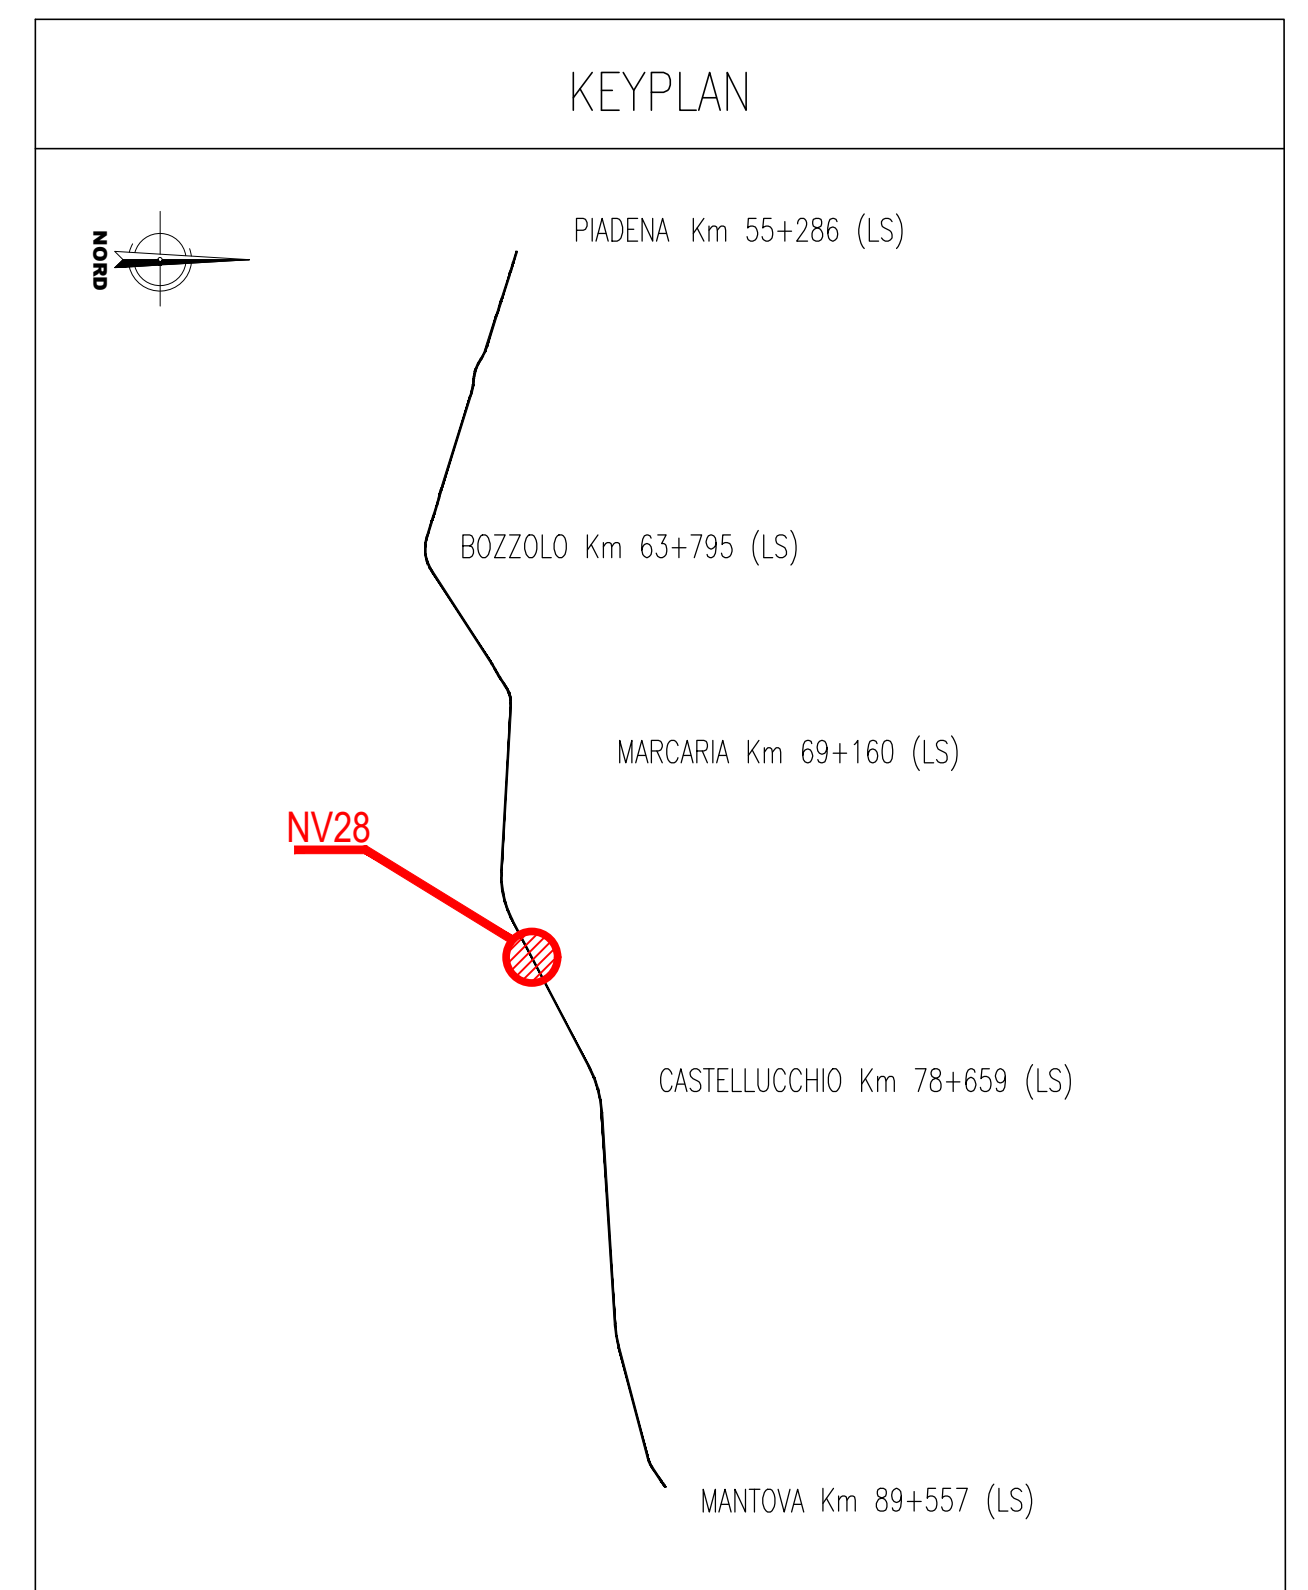 KEYPLAN
NORD
PIADENA Km 55+286 (LS)
BOZZOLO Km 63+795 (LS)
MARCARIA Km 69+160 (LS)
NV28
CASTELLUCCHIO Km 78+659 (LS)
MANTOVA Km 89+557 (LS)